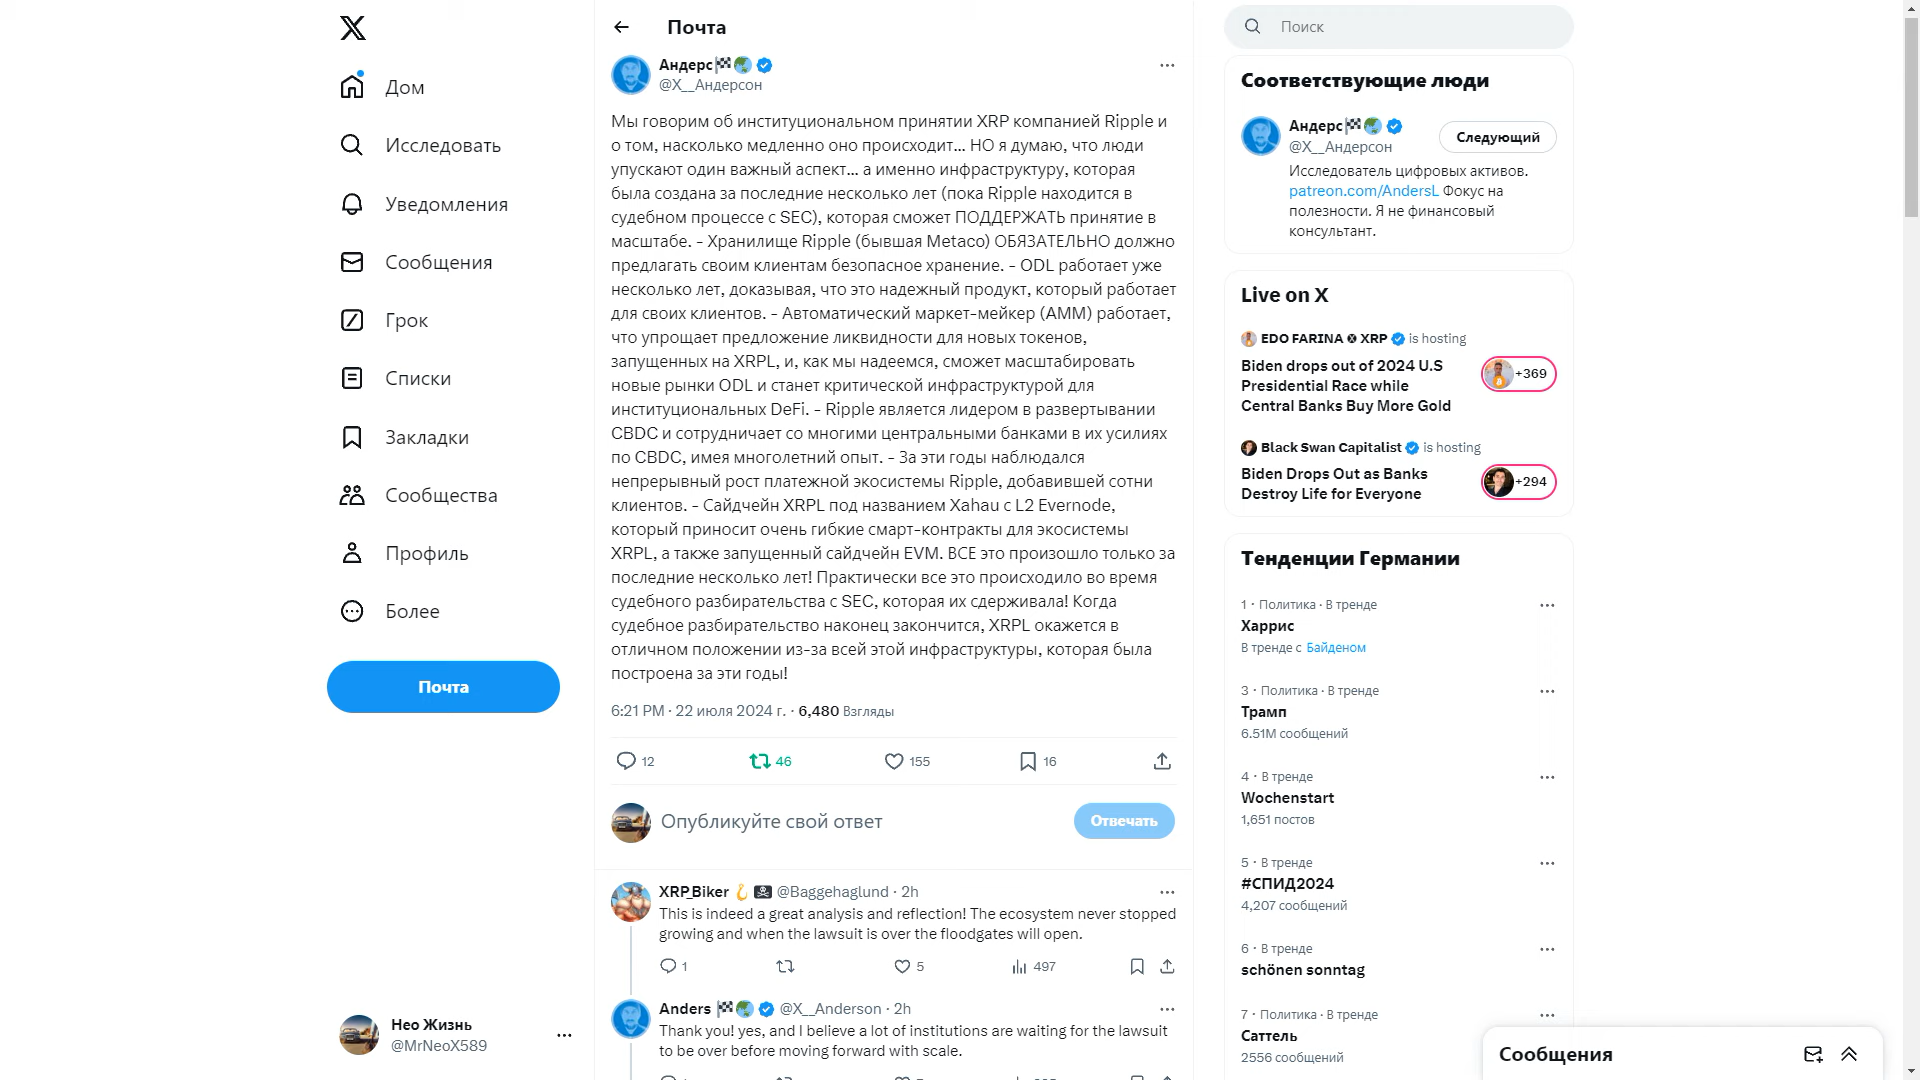 Дом
Исследовать
Уведомления
Сообщения
Грок
Списки
Закладки
Сообщества
Профиль
Более
Почта
Нео Жизнь
@MrNeoX589
Почта
Андерс
@X__Андерсон
Мы говорим об институциональном принятии XRP компанией Ripple и
о том, насколько медленно оно происходит... НО я думаю, что люди
упускают один важный аспект... а именно инфраструктуру, которая
была создана за последние несколько лет (пока Ripple находится в
судебном процессе с SEC), которая сможет ПОДДЕРЖАТЬ принятие в
масштабе. - Хранилище Ripple (бывшая Metaco) ОБЯЗАТЕЛЬНО должно
предлагать своим клиентам безопасное хранение. - ODL работает уже
несколько лет, доказывая, что это надежный продукт, который работает
для своих клиентов. - Автоматический маркет-мейкер (AMM) работает,
что упрощает предложение ликвидности для новых токенов,
запущенных на XRPL, и, как мы надеемся, сможет масштабировать
новые рынки ODL и станет критической инфраструктурой для
институциональных DeFi. - Ripple является лидером в развертывании
CBDC и сотрудничает со многими центральными банками в их усилиях
по CBDC, имея многолетний опыт. - За эти годы наблюдался
непрерывный рост платежной экосистемы Ripple, добавившей сотни
клиентов. - Сайдчейн XRPL под названием Xahau с L2 Evernode,
который приносит очень гибкие смарт-контракты для экосистемы
XRPL, а также запущенный сайдчейн EVM. ВСЕ это произошло только за
последние несколько лет! Практически все это происходило во время
судебного разбирательства с SEC, которая их сдерживала! Когда
судебное разбирательство наконец закончится, XRPL окажется в
отличном положении из-за всей этой инфраструктуры, которая была
построена за эти годы!
6:21 PM · 22 июля 2024 г. · 6,480 Взгляды
12 46 155 16
Опубликуйте свой ответ
Отвечать
XRP_Biker @Baggehaglund · 2h
This is indeed a great analysis and reflection! The ecosystem never stopped
growing and when the lawsuit is over the floodgates will open.
1 5 497
Anders @X__Anderson · 2h
Thank you! yes, and I believe a lot of institutions are waiting for the lawsuit
to be over before moving forward with scale.
Поиск
Соответствующие люди
Андерс
@X__Андерсон
Следующий
Исследователь цифровых активов.
patreon.com/AndersL Фокус на
полезности. Я не финансовый
консультант.
Live on X
EDO FARINA XRP is hosting
Biden drops out of 2024 U.S
Presidential Race while
Central Banks Buy More Gold
+369
Black Swan Capitalist is hosting
Biden Drops Out as Banks
Destroy Life for Everyone
+294
Тенденции Германии
1 · Политика · В тренде
Харрис
В тренде с Байденом
3 · Политика · В тренде
Трамп
6.51M сообщений
4 · В тренде
Wochenstart
1,651 постов
5 · В тренде
#СПИД2024
4,207 сообщений
6 · В тренде
schönen sonntag
7 · Политика · В тренде
Саттель
2556 сообщений
Сообщения